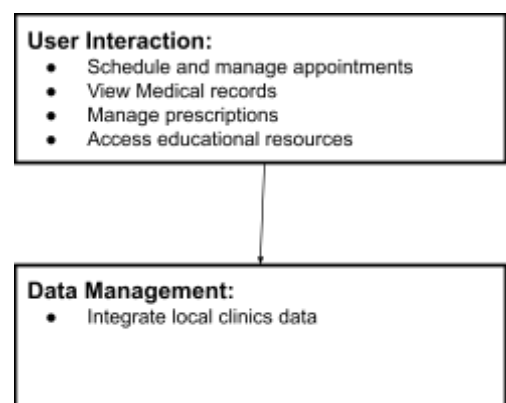 User Interaction:
● Schedule and manage appointments
● View Medical records
● Manage prescriptions
● Access educational resources
Data Management:
● Integrate local clinics data